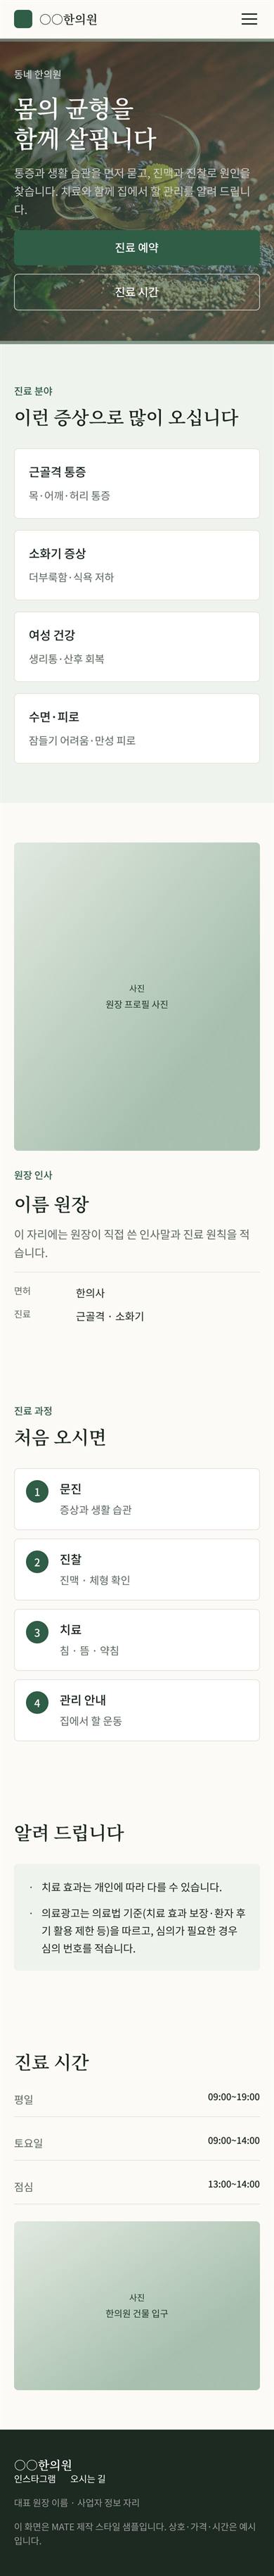 ○○한의원
동네 한의원
몸의 균형을
함께 살핍니다
통증과 생활 습관을 먼저 묻고, 진맥과 진찰로 원인을
찾습니다. 치료와 함께 집에서 할 관리를 알려 드립니
다.
진료 예약
진료 시간
진료 분야
이런 증상으로 많이 오십니다
근골격 통증
목·어깨·허리 통증
소화기 증상
더부룩함·식욕 저하
여성 건강
생리통·산후 회복
수면·피로
잠들기 어려움·만성 피로
사진
원장 프로필 사진
원장 인사
이름 원장
이 자리에는 원장이 직접 쓴 인사말과 진료 원칙을 적
습니다.
면허 한의사
진료 근골격 · 소화기
진료 과정
처음 오시면
1 문진
증상과 생활 습관
2 진찰
진맥 · 체형 확인
3 치료
침 · 뜸 · 약침
4 관리 안내
집에서 할 운동
알려 드립니다
· 치료 효과는 개인에 따라 다를 수 있습니다.
· 의료광고는 의료법 기준(치료 효과 보장·환자 후
기 활용 제한 등)을 따르고, 심의가 필요한 경우
심의 번호를 적습니다.
진료 시간
평일 09:00~19:00
토요일 09:00~14:00
점심 13:00~14:00
사진
한의원 건물 입구
○○한의원
인스타그램 오시는 길
대표 원장 이름 · 사업자 정보 자리
이 홈페이지은 MATE 제작 스타일 샘플입니다. 상호·가격·시간은 예시
입니다.